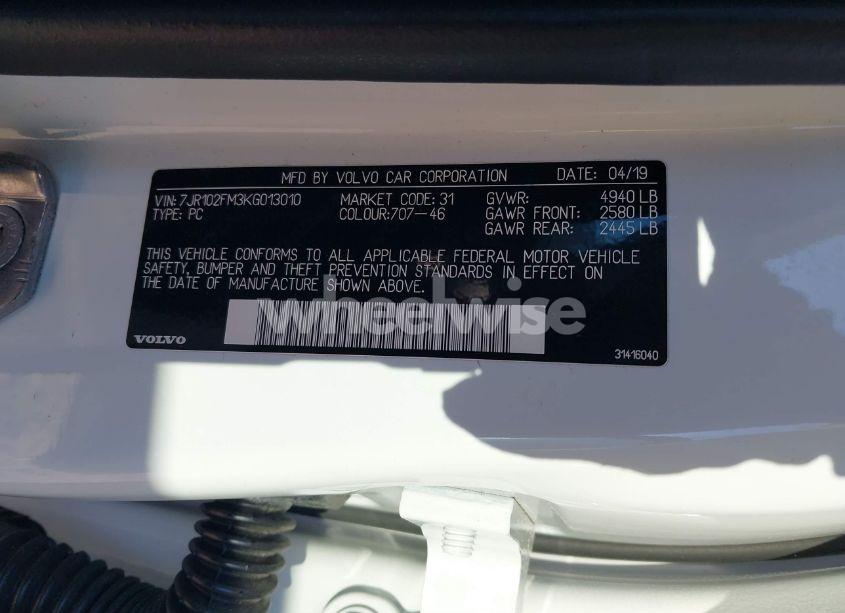 MFD BY VOLVO CAR CORPORATION DATE: 04/19
VIN: 7JR102FM3KG013010 MARKET CODE: 31 GVWR: 4940 LB
TYPE: PC COLOUR:707-46 GAWR FRONT: 2580 LB
GAWR REAR: 2445 LB
THIS VEHICLE CONFORMS TO ALL APPLICABLE FEDERAL MOTOR VEHICLE
SAFETY, BUMPER AND THEFT PREVENTION STANDARDS IN EFFECT ON
THE DATE OF MANUFACTURE SHOWN ABOVE.
wheelwise
VOLVO
31416040